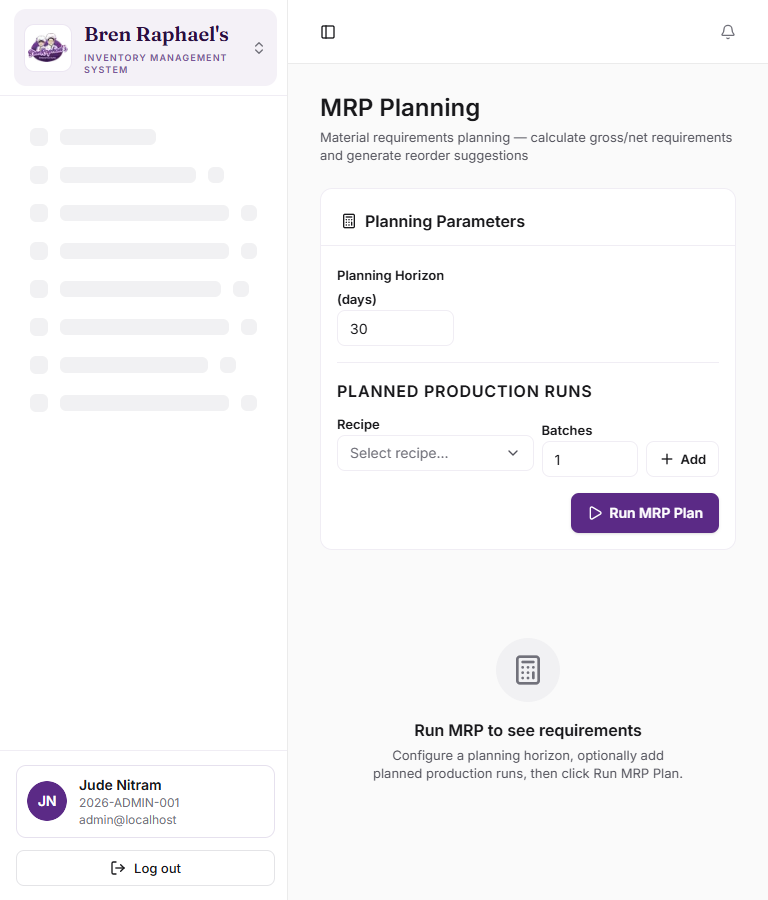 Bren Raphael's
INVENTORY MANAGEMENT
SYSTEM
MRP Planning
Material requirements planning — calculate gross/net requirements
and generate reorder suggestions
Planning Parameters
Planning Horizon
(days)
30
PLANNED PRODUCTION RUNS
Recipe
Batches
Select recipe...
1
Add
Run MRP Plan
Run MRP to see requirements
Configure a planning horizon, optionally add
planned production runs, then click Run MRP Plan.
JN
Jude Nitram
2026-ADMIN-001
admin@localhost
Log out